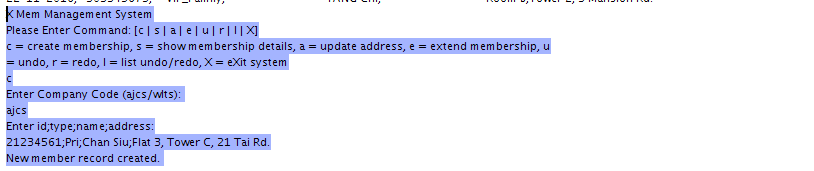 X Mem Management System
Please Enter Command: [c | s | a | e | u | r | l | X]
c = create membership, s = show membership details, a = update address, e = extend membership, u
= undo, r = redo, l = list undo/redo, X = eXit system
c
Enter Company Code (ajcs/wlts):
ajcs
Enter id;type;name;address:
21234561;Pri;Chan Siu;Flat 3, Tower C, 21 Tai Rd.
New member record created.